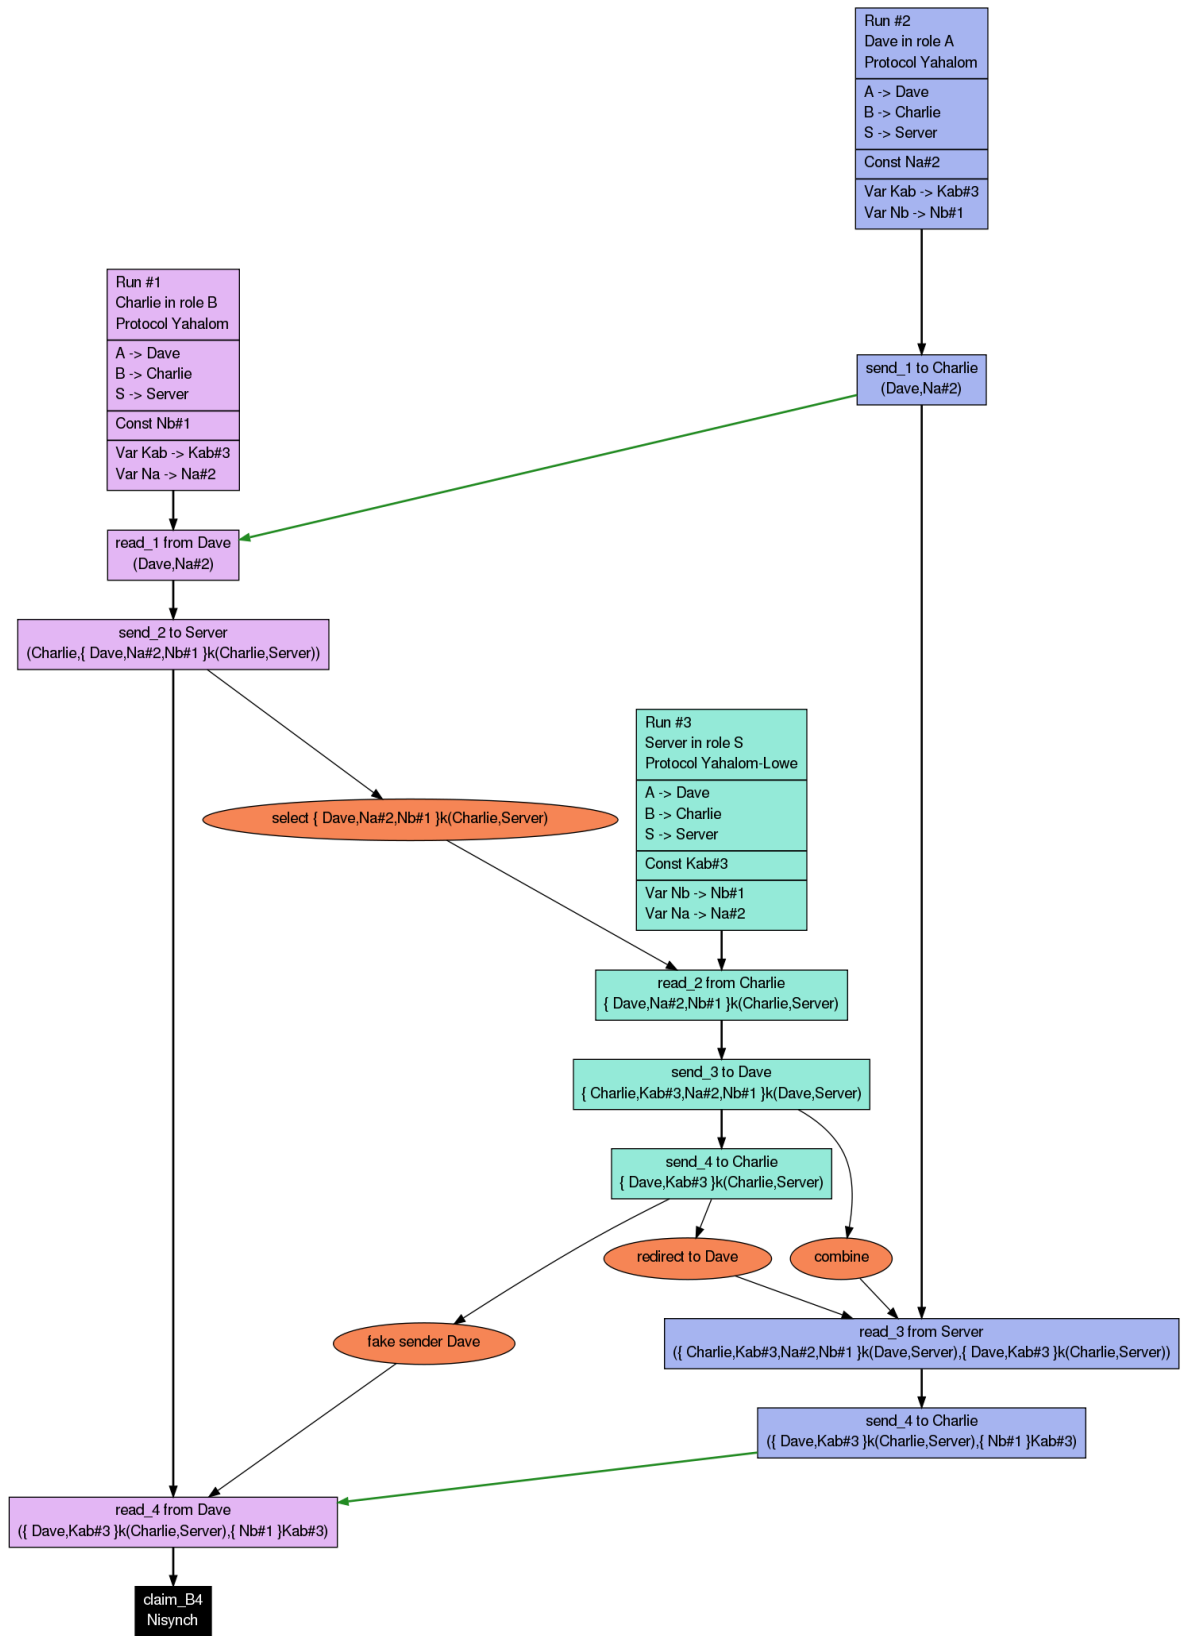 Run #2
Dave in role A
Protocol Yahalom
A -> Dave
B -> Charlie
S -> Server
Const Na#2
Var Kab -> Kab#3
Var Nb -> Nb#1
Run #1
Charlie in role B
Protocol Yahalom
A -> Dave
B -> Charlie
S -> Server
Const Nb#1
Var Kab -> Kab#3
Var Na -> Na#2
send_1 to Charlie
(Dave,Na#2)
read_1 from Dave
(Dave,Na#2)
send_2 to Server
(Charlie,{ Dave,Na#2,Nb#1 }k(Charlie,Server))
Run #3
Server in role S
Protocol Yahalom-Lowe
A -> Dave
B -> Charlie
S -> Server
Const Kab#3
Var Nb -> Nb#1
Var Na -> Na#2
select { Dave,Na#2,Nb#1 }k(Charlie,Server)
read_2 from Charlie
{ Dave,Na#2,Nb#1 }k(Charlie,Server)
send_3 to Dave
{ Charlie,Kab#3,Na#2,Nb#1 }k(Dave,Server)
send_4 to Charlie
{ Dave,Kab#3 }k(Charlie,Server)
redirect to Dave
combine
fake sender Dave
read_3 from Server
({ Charlie,Kab#3,Na#2,Nb#1 }k(Dave,Server),{ Dave,Kab#3 }k(Charlie,Server))
send_4 to Charlie
({ Dave,Kab#3 }k(Charlie,Server),{ Nb#1 }Kab#3)
read_4 from Dave
({ Dave,Kab#3 }k(Charlie,Server),{ Nb#1 }Kab#3)
claim_B4
Nisynch